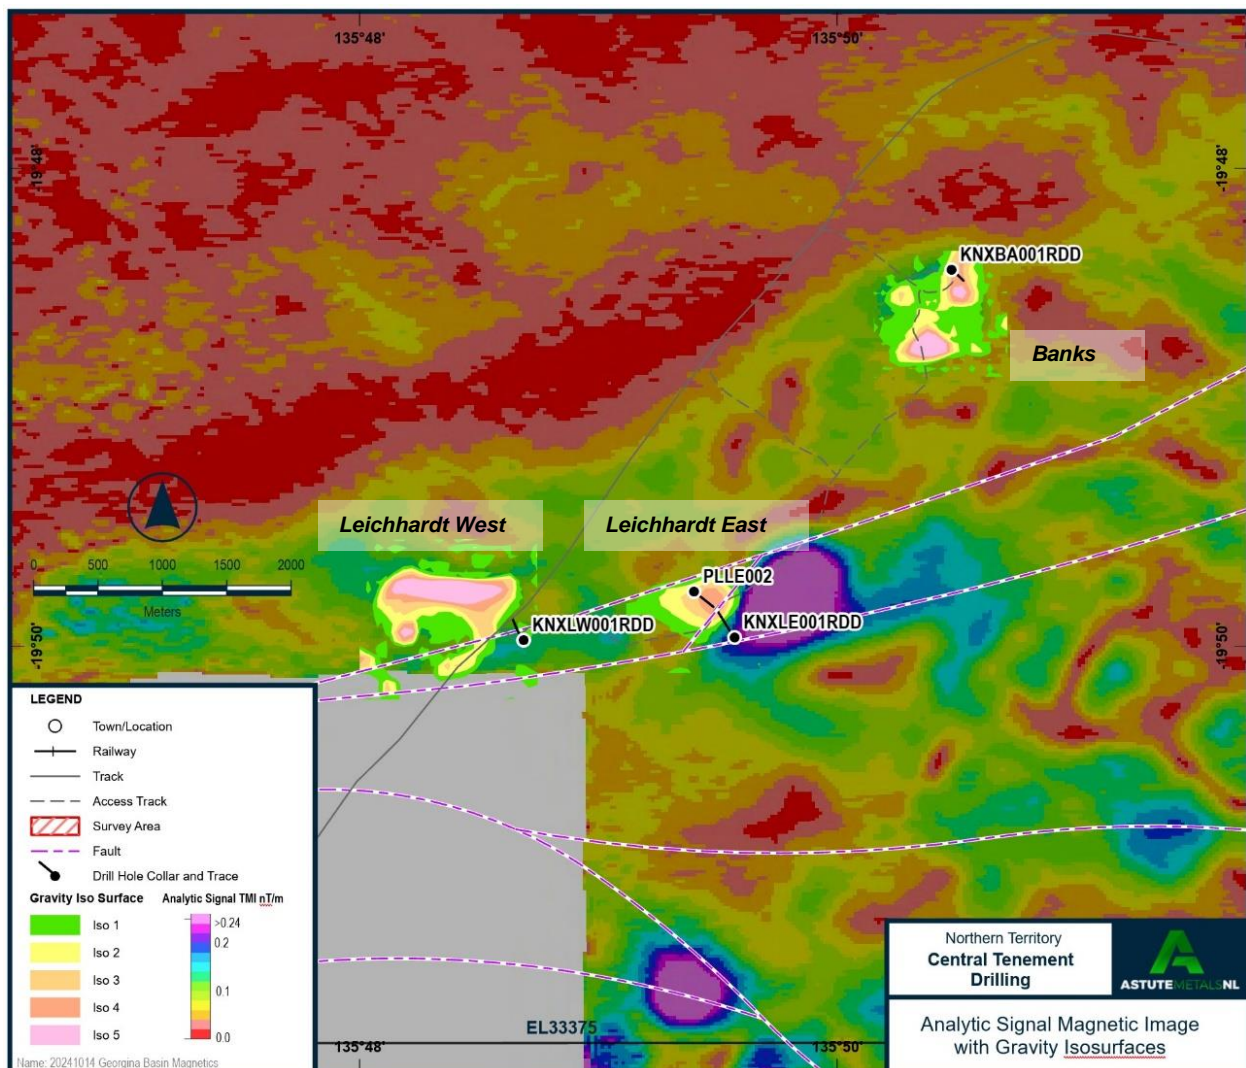 135°48'
135°50'
-19°48'
-19°48'
KNXBA001RDD
Banks
Leichhardt West
Leichhardt East
0 500 1000 1500 2000
Meters
PLLE002
KNXLW001RDD
KNXLE001RDD
-19°50'
-19°50'
LEGEND
Town/Location
Railway
Track
Access Track
Survey Area
Fault
Drill Hole Collar and Trace
Gravity Iso Surface
Analytic Signal TMI nT/m
Iso 1
Iso 2
Iso 3
Iso 4
Iso 5
>0.24
0.2
0.1
0.0
Name: 20241014 Georgina Basin Magnetics
EL33375
135°48'
135°50'
Northern Territory
Central Tenement
Drilling
ASTUTEMETALSNL
Analytic Signal Magnetic Image
with Gravity Isosurfaces